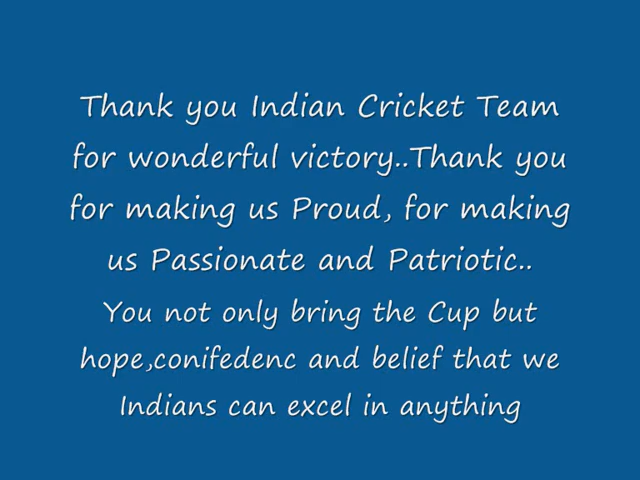 Thank you Indian Cricket Team
for wonderful victory..Thank you
for making us Proud, for making
us Passionate and Patriotic..
You not only bring the Cup but
hope,conifedenc and belief that we
Indians can excel in anything